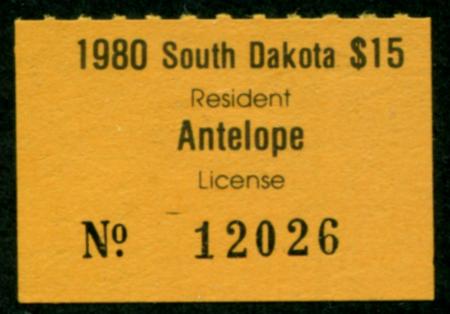 1980 South Dakota $15
Resident
Antelope
License
Nº 12026